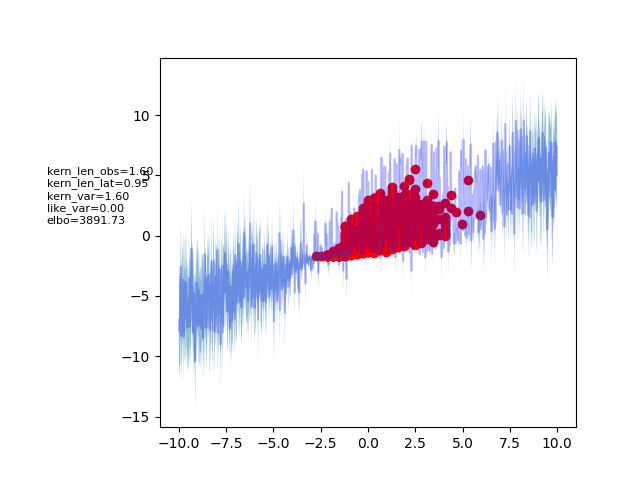 10
5
0
−5
−10
−15
kern_len_obs=1.60
kern_len_lat=0.95
kern_var=1.60
like_var=0.00
elbo=3891.73
−10.0 −7.5 −5.0 −2.5 0.0 2.5 5.0 7.5 10.0